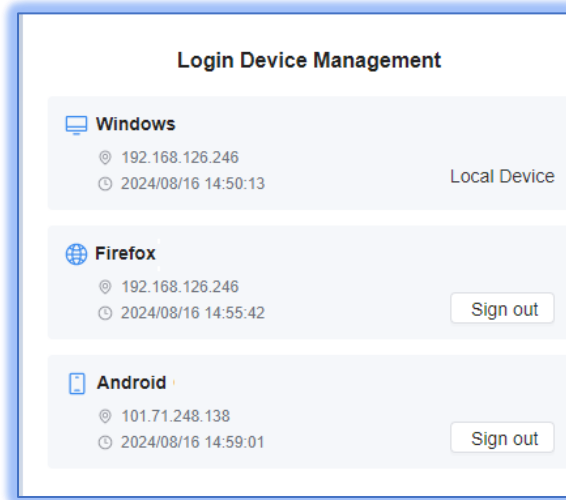 Login Device Management
Windows
192.168.126.246
2024/08/16 14:50:13
Local Device
Firefox
192.168.126.246
2024/08/16 14:55:42
Sign out
Android
101.71.248.138
2024/08/16 14:59:01
Sign out